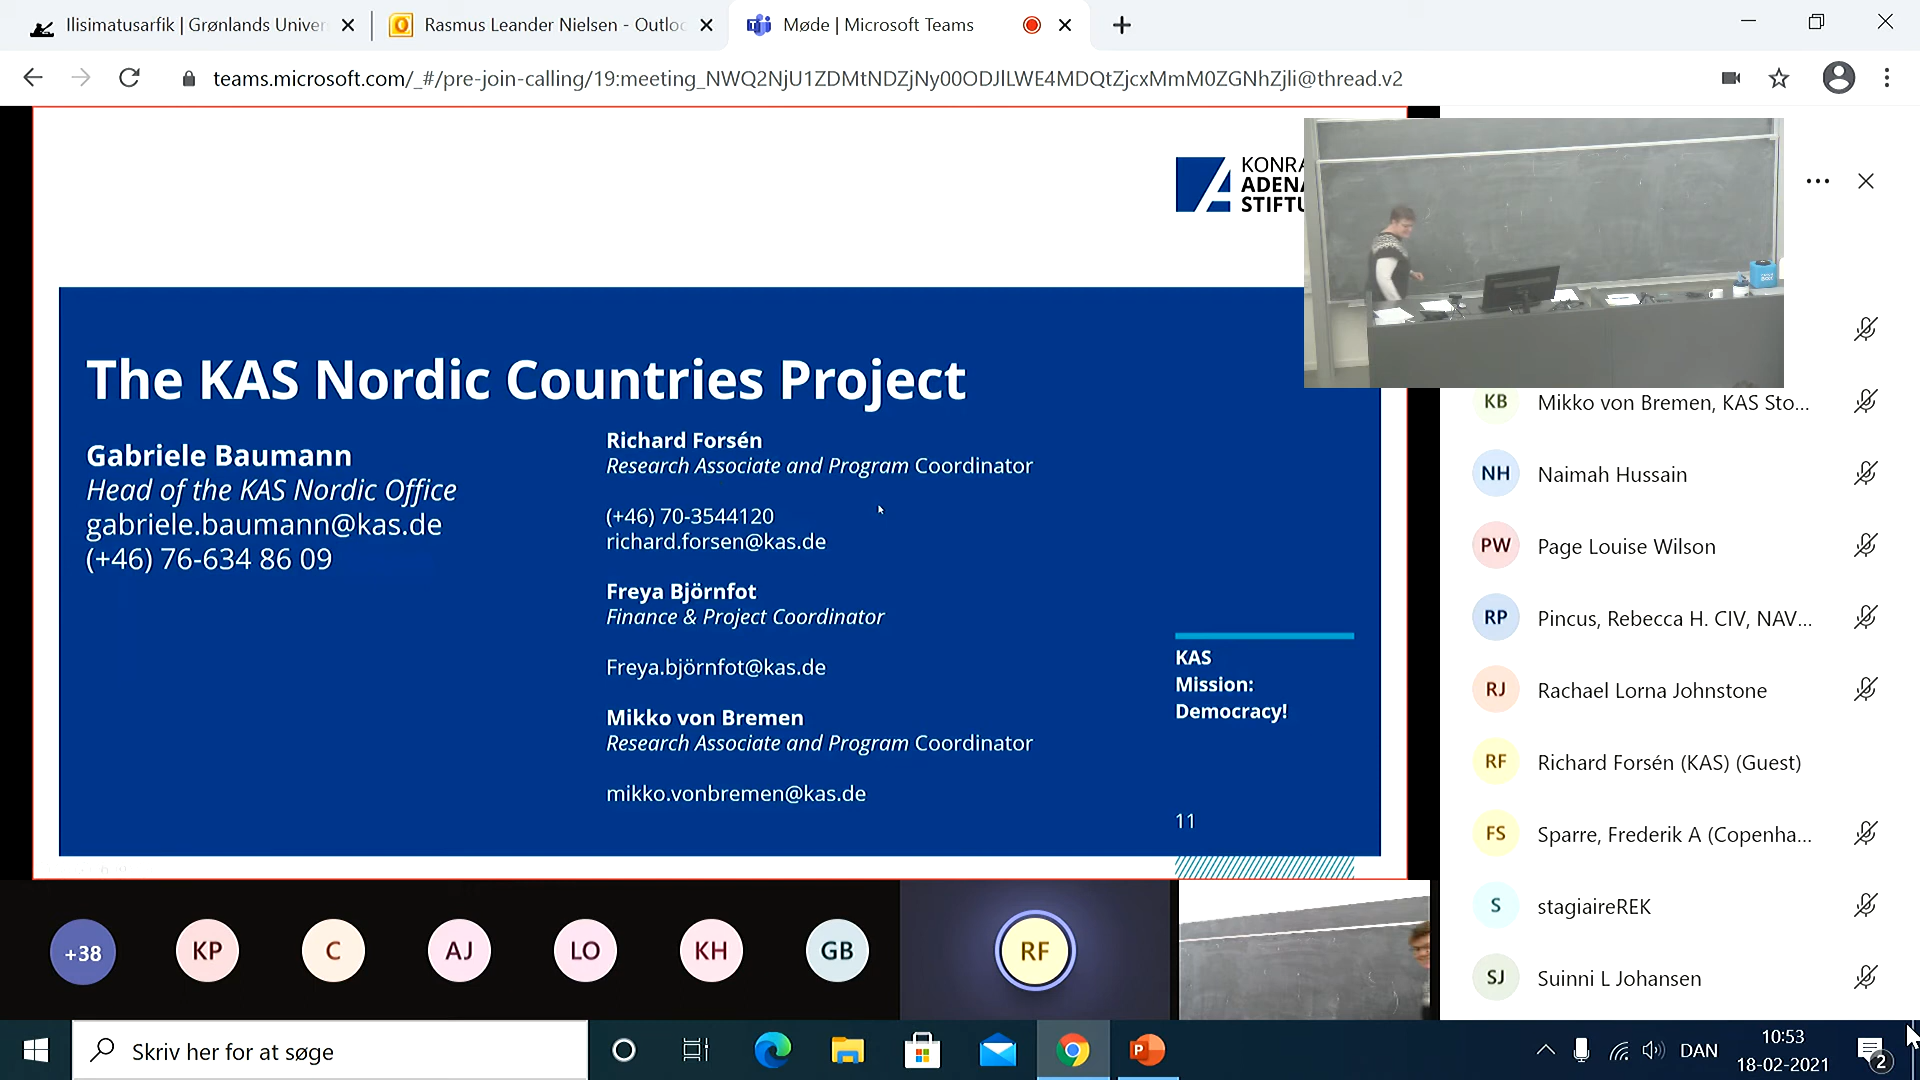 Ilisimatusarfik | Grønlands Univer
Rasmus Leander Nielsen - Outloo
Møde | Microsoft Teams
teams.microsoft.com/_#/pre-join-calling/19:meeting_NWQ2NjU1ZDMtNDZjNy00ODJlLWE4MDQtZjcxMmM0ZGNhZjli@thread.v2
KONRA
ADENA
STIFTU
The KAS Nordic Countries Project
Gabriele Baumann
Head of the KAS Nordic Office
gabriele.baumann@kas.de
(+46) 76-634 86 09
Richard Forsén
Research Associate and Program Coordinator
(+46) 70-3544120
richard.forsen@kas.de
Freya Björnfot
Finance & Project Coordinator
Freya.björnfot@kas.de
Mikko von Bremen
Research Associate and Program Coordinator
mikko.vonbremen@kas.de
KAS
Mission:
Democracy!
11
KB Mikko von Bremen, KAS Sto...
NH Naimah Hussain
PW Page Louise Wilson
RP Pincus, Rebecca H. CIV, NAV...
RJ Rachael Lorna Johnstone
RF Richard Forsén (KAS) (Guest)
FS Sparre, Frederik A (Copenha...
S stagiaireREK
SJ Suinni L Johansen
+38 KP C AJ LO KH GB RF
Skriv her for at søge
DAN
10:53
18-02-2021
2